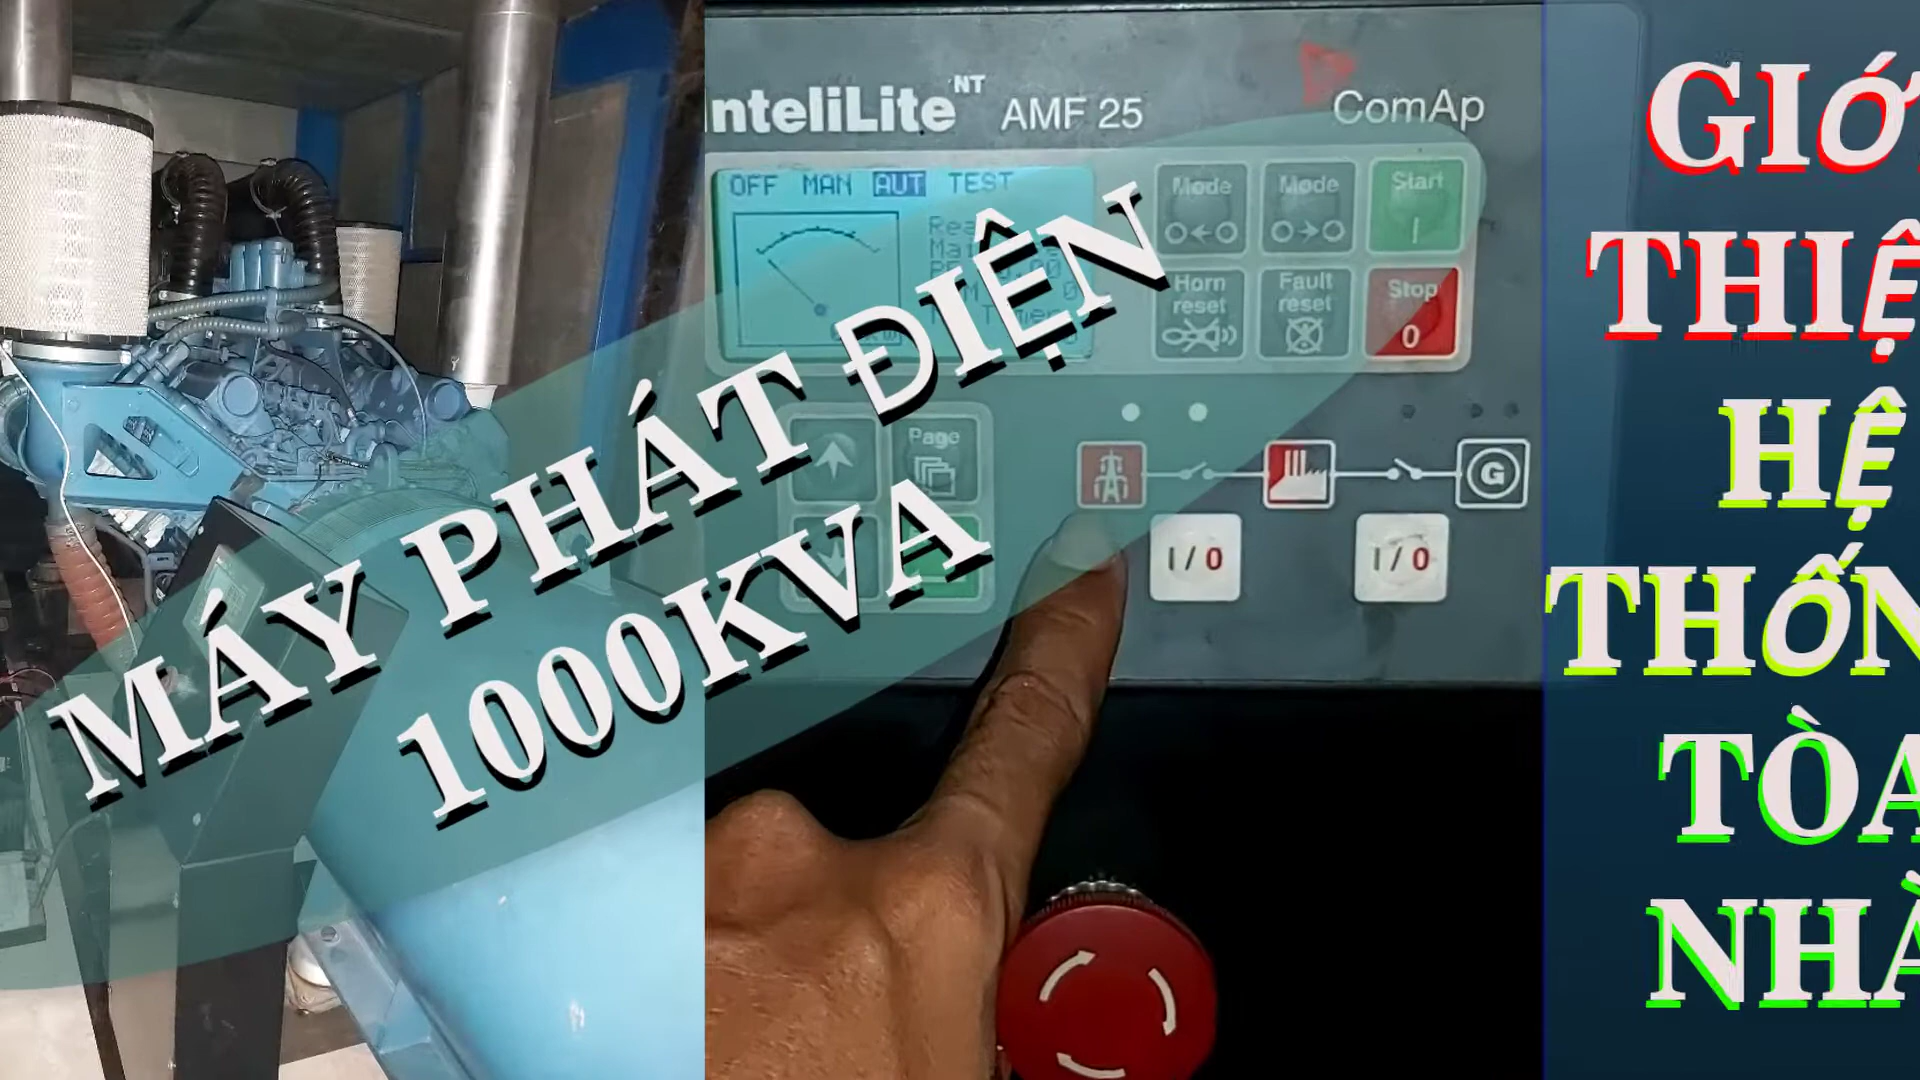 InteliLite NT AMF 25
ComAp
OFF MAN AUT TEST
Mode
Mode
Start
I
Horn reset
Fault reset
Stop
0
Page
G
I / 0
I / 0
MÁY PHÁT ĐIỆN
1000KVA
GIỚ
THIỆ
HỆ
THỐN
TÒA
NHÀ